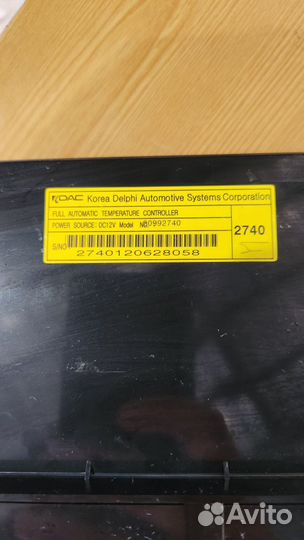 KDAC Korea Delphi Automotive Systems Corporation
FULL AUTOMATIC TEMPERATURE CONTROLLER
POWER SOURCE: DC12V Model NO 0992740
2740
S/NO
2740120628058
Avito